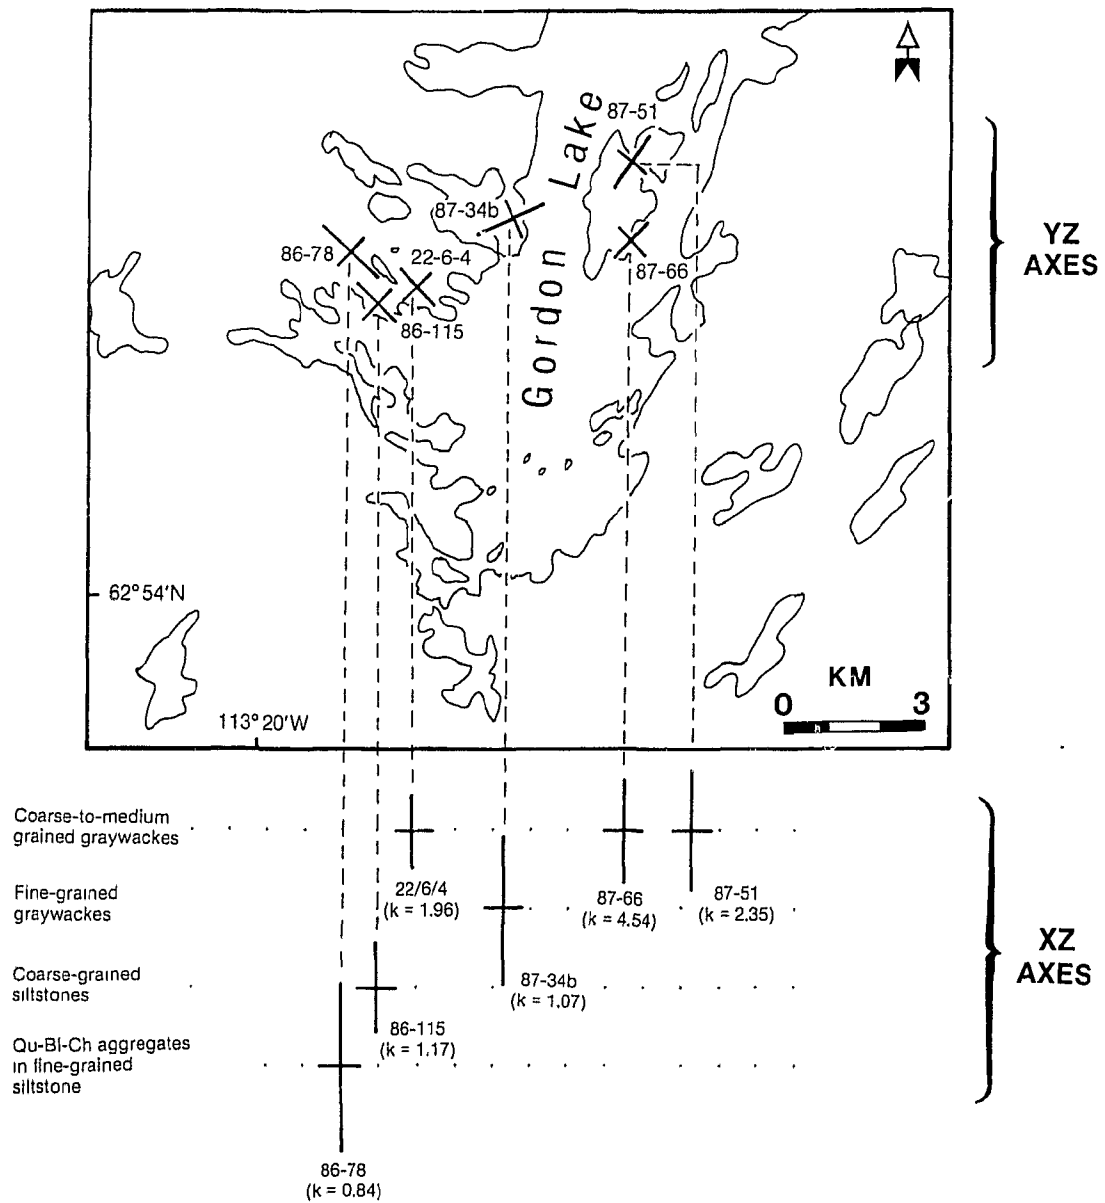 87-51
Gordon Lake
87-34b
86-78
22-6-4
87-66
86-115
YZ
AXES
62°54'N
113°20'W
KM
0 3
Coarse-to-medium
grained graywackes
22/6/4
(k = 1.96)
87-66
(k = 4.54)
87-51
(k = 2.35)
Fine-grained
graywackes
87-34b
(k = 1.07)
XZ
AXES
Coarse-grained
siltstones
86-115
(k = 1.17)
Qu-BI-Ch aggregates
in fine-grained
siltstone
86-78
(k = 0.84)